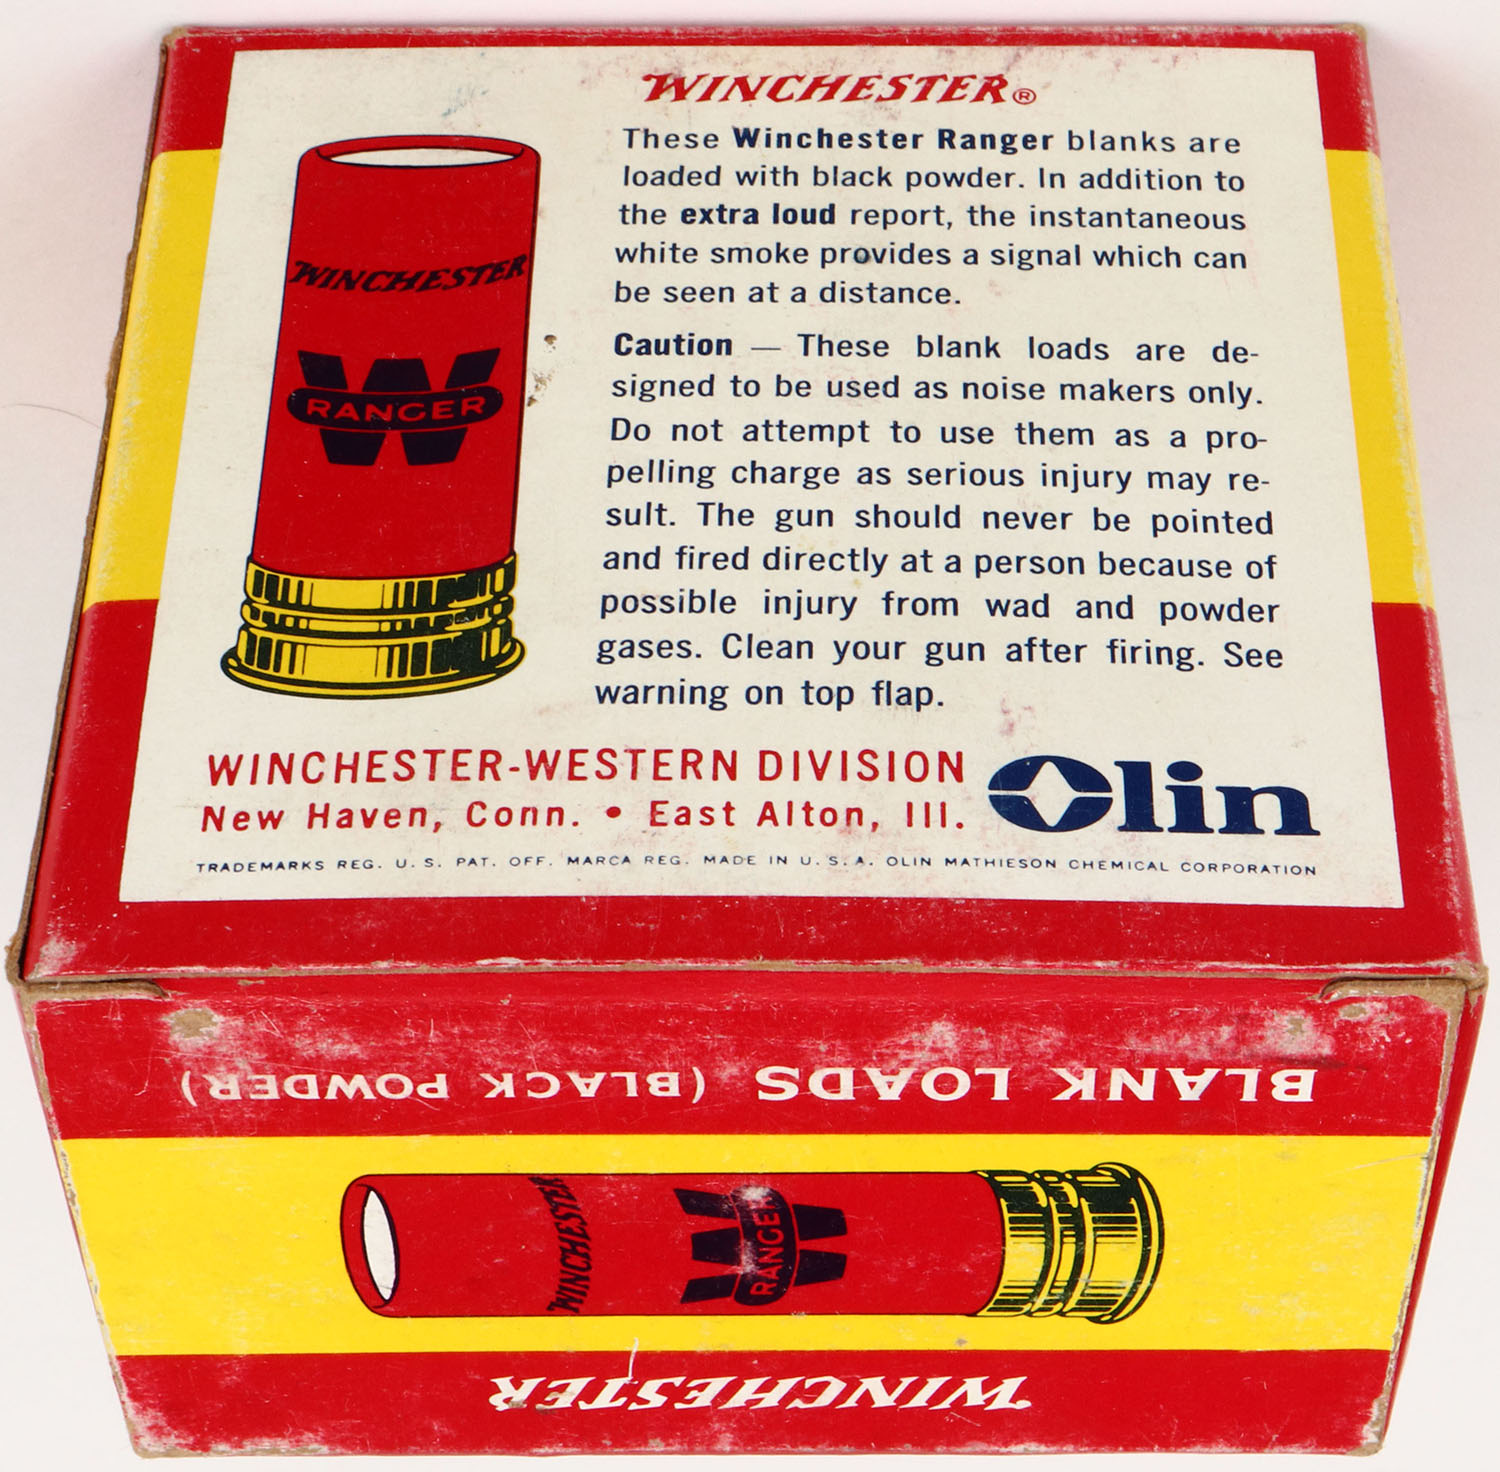 WINCHESTER®
These Winchester Ranger blanks are
loaded with black powder. In addition to
the extra loud report, the instantaneous
white smoke provides a signal which can
be seen at a distance.
Caution — These blank loads are de-
signed to be used as noise makers only.
Do not attempt to use them as a pro-
pelling charge as serious injury may re-
sult. The gun should never be pointed
and fired directly at a person because of
possible injury from wad and powder
gases. Clean your gun after firing. See
warning on top flap.
WINCHESTER
W
RANGER
WINCHESTER-WESTERN DIVISION
New Haven, Conn. • East Alton, Ill.
Olin
TRADEMARKS REG. U. S. PAT. OFF. MARCA REG. MADE IN U. S. A. OLIN MATHIESON CHEMICAL CORPORATION
BLANK LOADS (BLACK POWDER)
WINCHESTER
W
RANGER
WINCHESTER